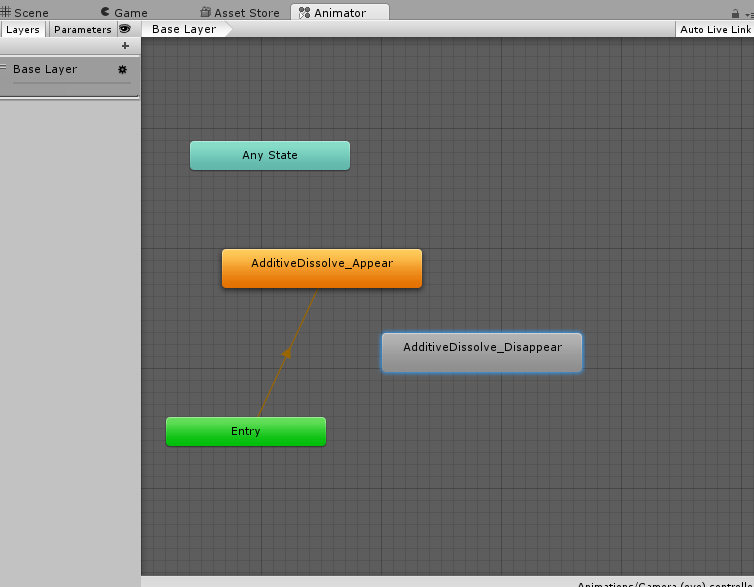 Scene
Game
Asset Store
Animator
Layers
Parameters
Base Layer
Auto Live Link
+
Base Layer
Any State
AdditiveDissolve_Appear
AdditiveDissolve_Disappear
Entry
Animations/Camera (eye).controlle